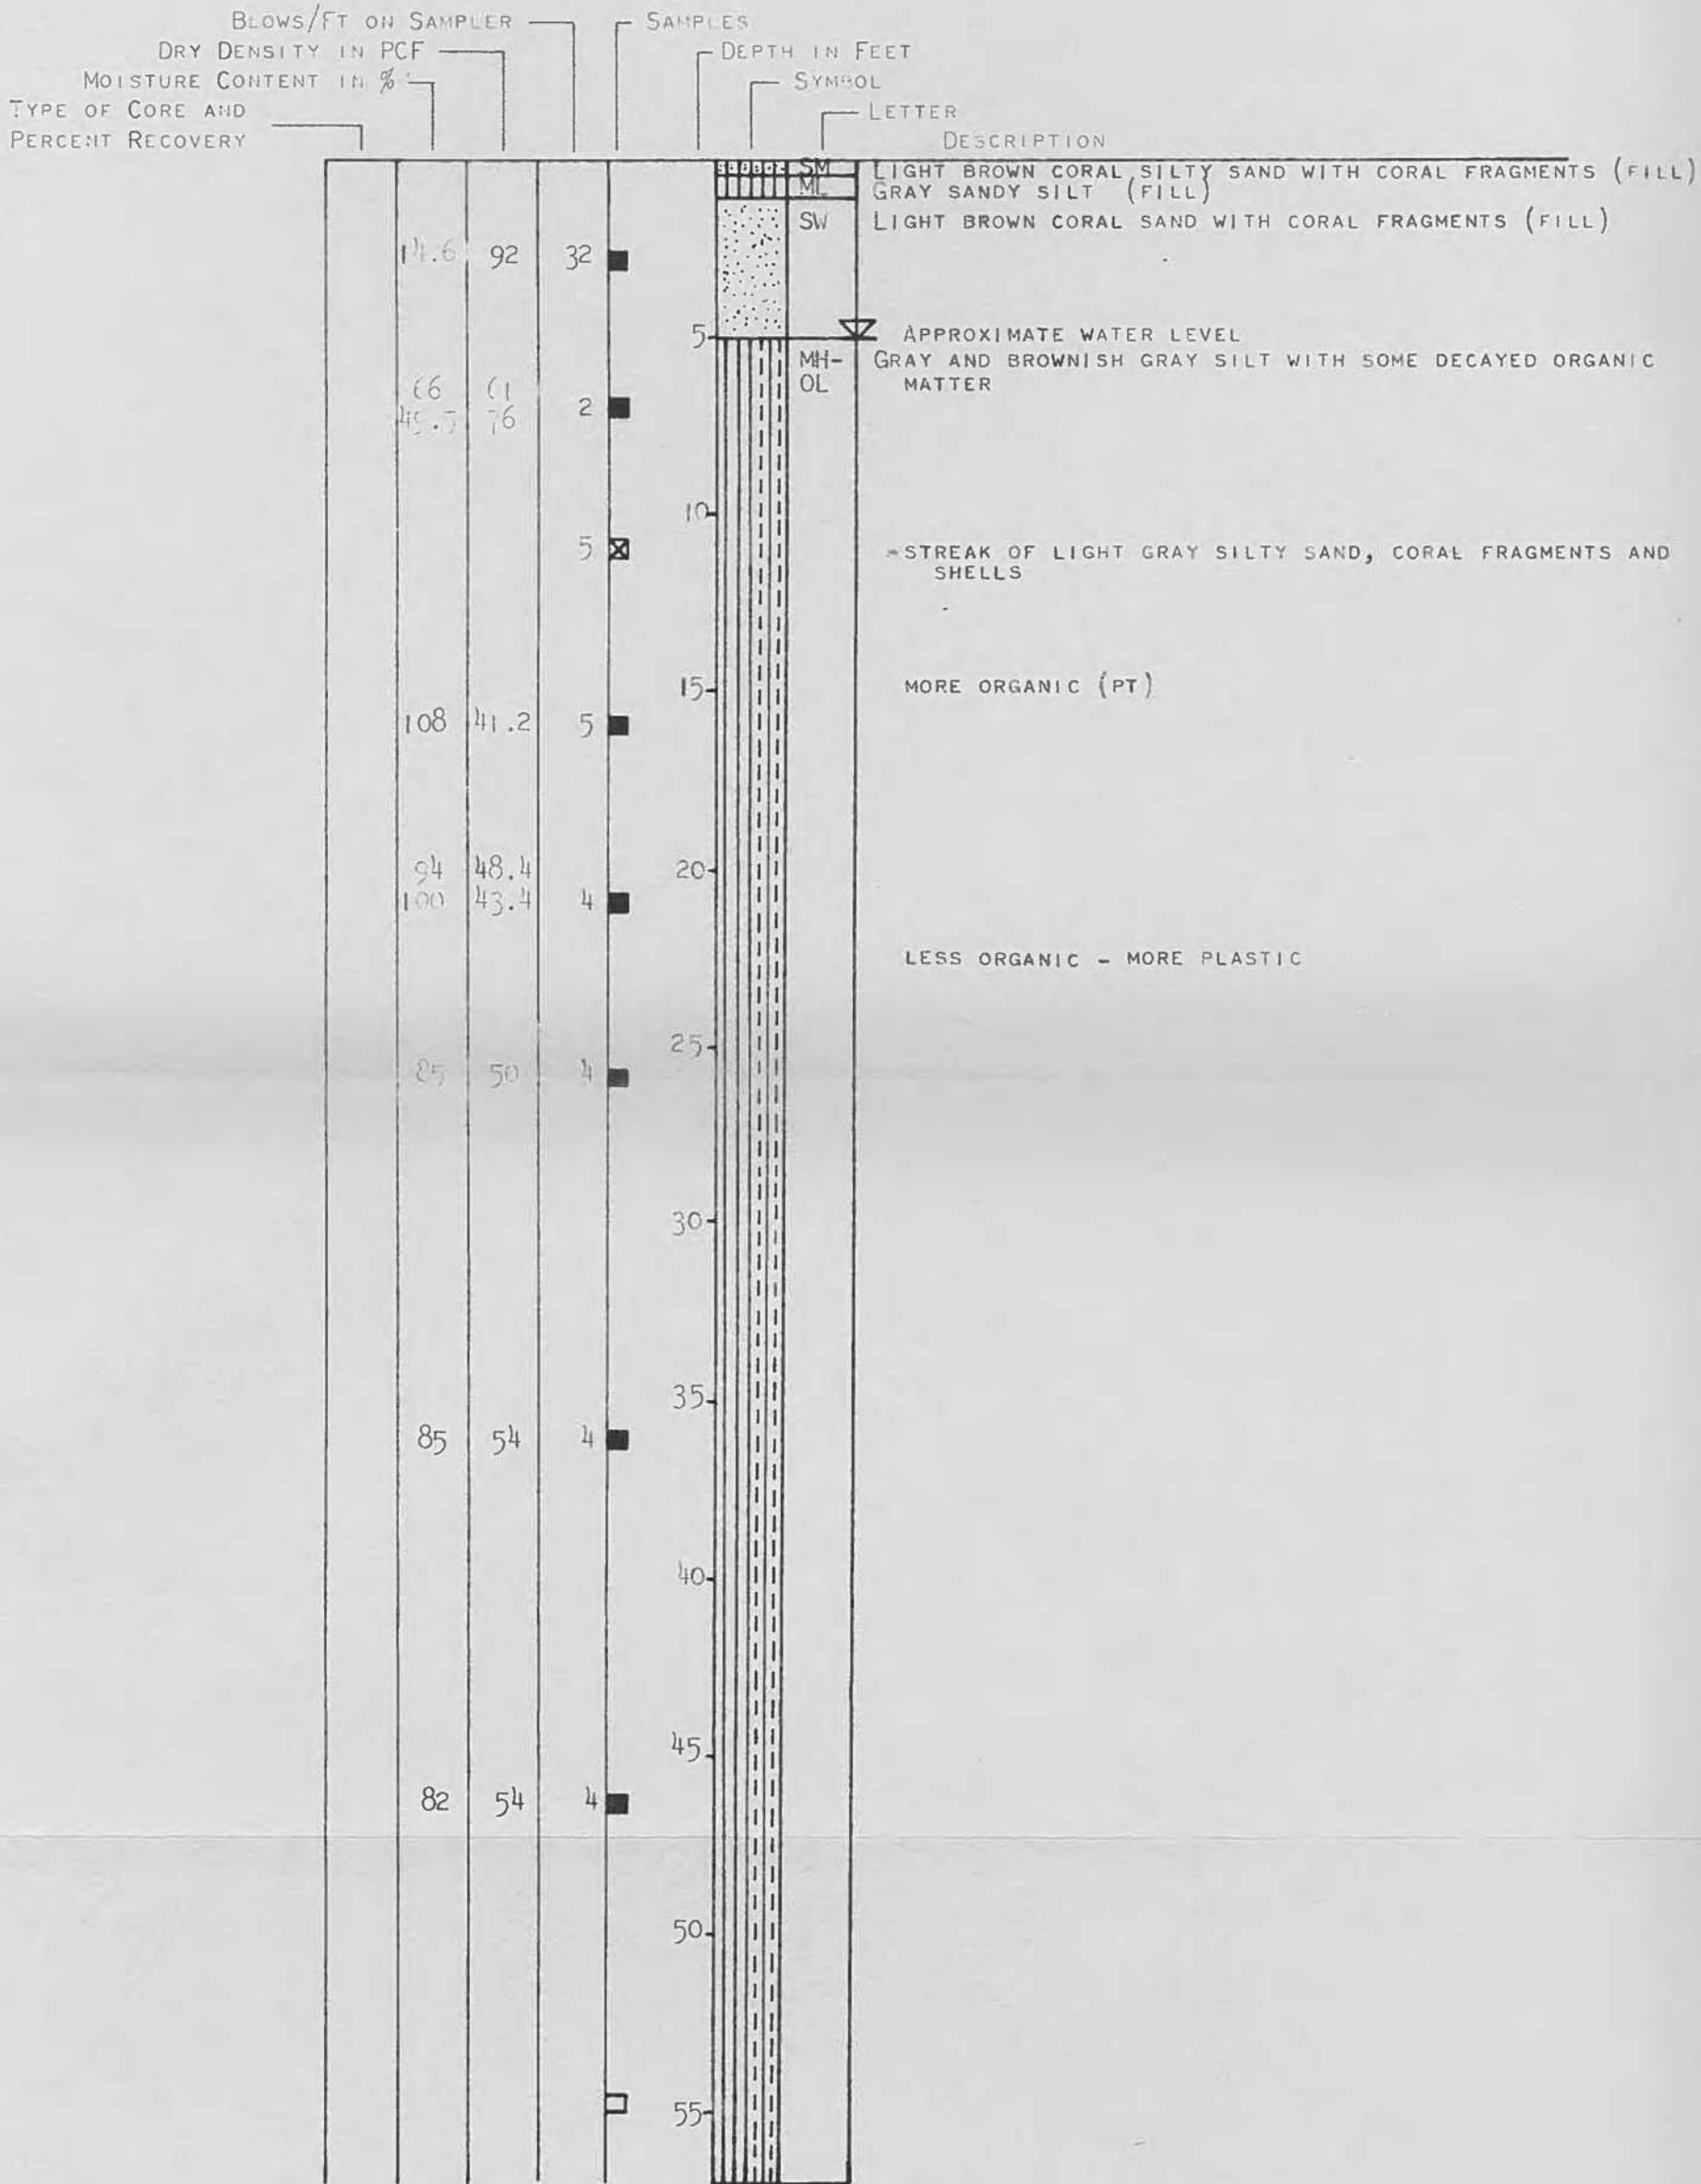 BLOWS/FT ON SAMPLER
SAMPLES
DRY DENSITY IN PCF
DEPTH IN FEET
MOISTURE CONTENT IN %
SYMBOL
TYPE OF CORE AND
PERCENT RECOVERY
LETTER
DESCRIPTION
SM LIGHT BROWN CORAL SILTY SAND WITH CORAL FRAGMENTS (FILL)
ML GRAY SANDY SILT (FILL)
SW LIGHT BROWN CORAL SAND WITH CORAL FRAGMENTS (FILL)
14.6 92 32
5 APPROXIMATE WATER LEVEL
MH- GRAY AND BROWNISH GRAY SILT WITH SOME DECAYED ORGANIC
OL MATTER
66 61
76 2
10
5 STREAK OF LIGHT GRAY SILTY SAND, CORAL FRAGMENTS AND
SHELLS
15 MORE ORGANIC (PT)
108 41.2 5
94 48.4 20
100 43.4 4
LESS ORGANIC - MORE PLASTIC
25
85 50 4
30
35
85 54 4
40
45
82 54 4
50
55